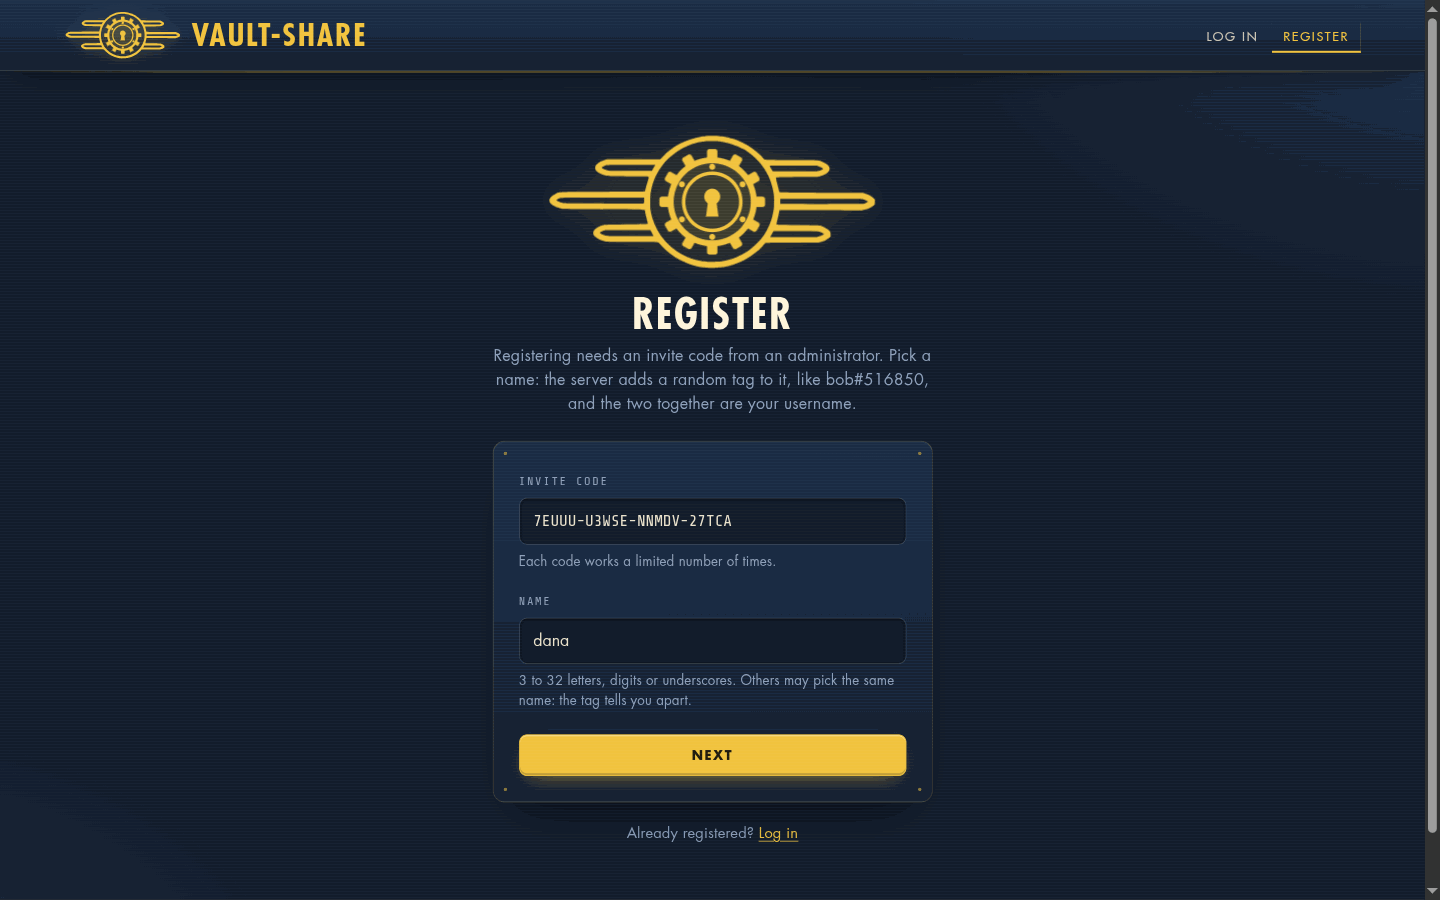 VAULT-SHARE
LOG IN
REGISTER
REGISTER
Registering needs an invite code from an administrator. Pick a
name: the server adds a random tag to it, like bob#516850,
and the two together are your username.
INVITE CODE
7EUUU-U3WSE-NNMDV-27TCA
Each code works a limited number of times.
NAME
dana
3 to 32 letters, digits or underscores. Others may pick the same
name: the tag tells you apart.
NEXT
Already registered? Log in